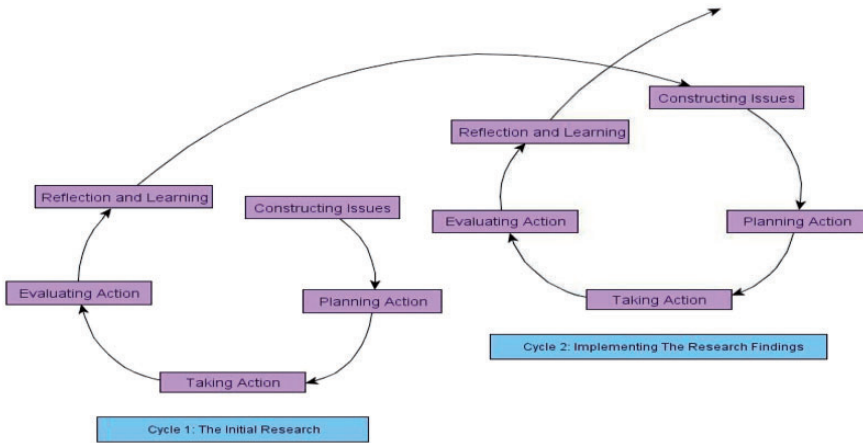 Constructing Issues
Reflection and Learning
Reflection and Learning
Constructing Issues
Evaluating Action
Planning Action
Evaluating Action
Planning Action
Taking Action
Cycle 2: Implementing The Research Findings
Taking Action
Cycle 1: The Initial Research